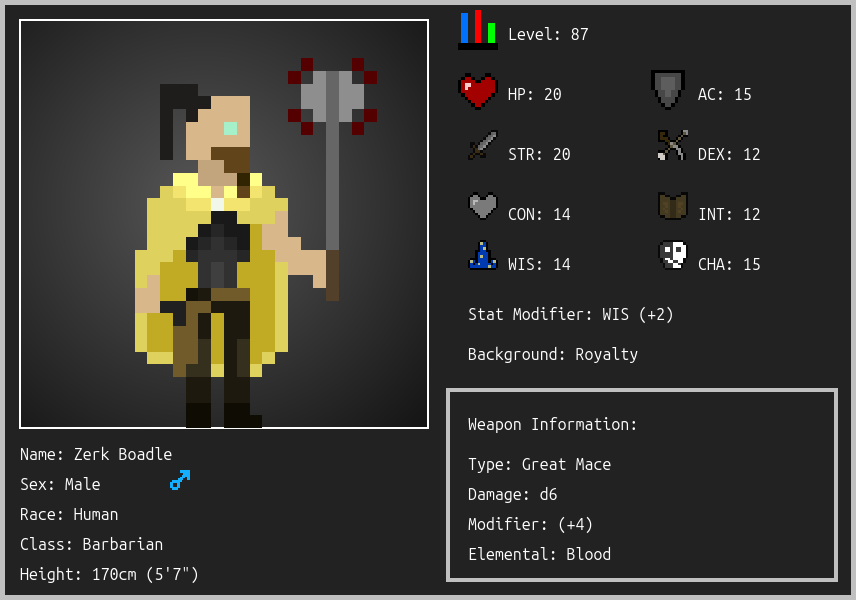 Level: 87
HP: 20
AC: 15
STR: 20
DEX: 12
CON: 14
INT: 12
WIS: 14
CHA: 15
Stat Modifier: WIS (+2)
Background: Royalty
Name: Zerk Boadle
Sex: Male
Race: Human
Class: Barbarian
Height: 170cm (5'7")
Weapon Information:
Type: Great Mace
Damage: d6
Modifier: (+4)
Elemental: Blood